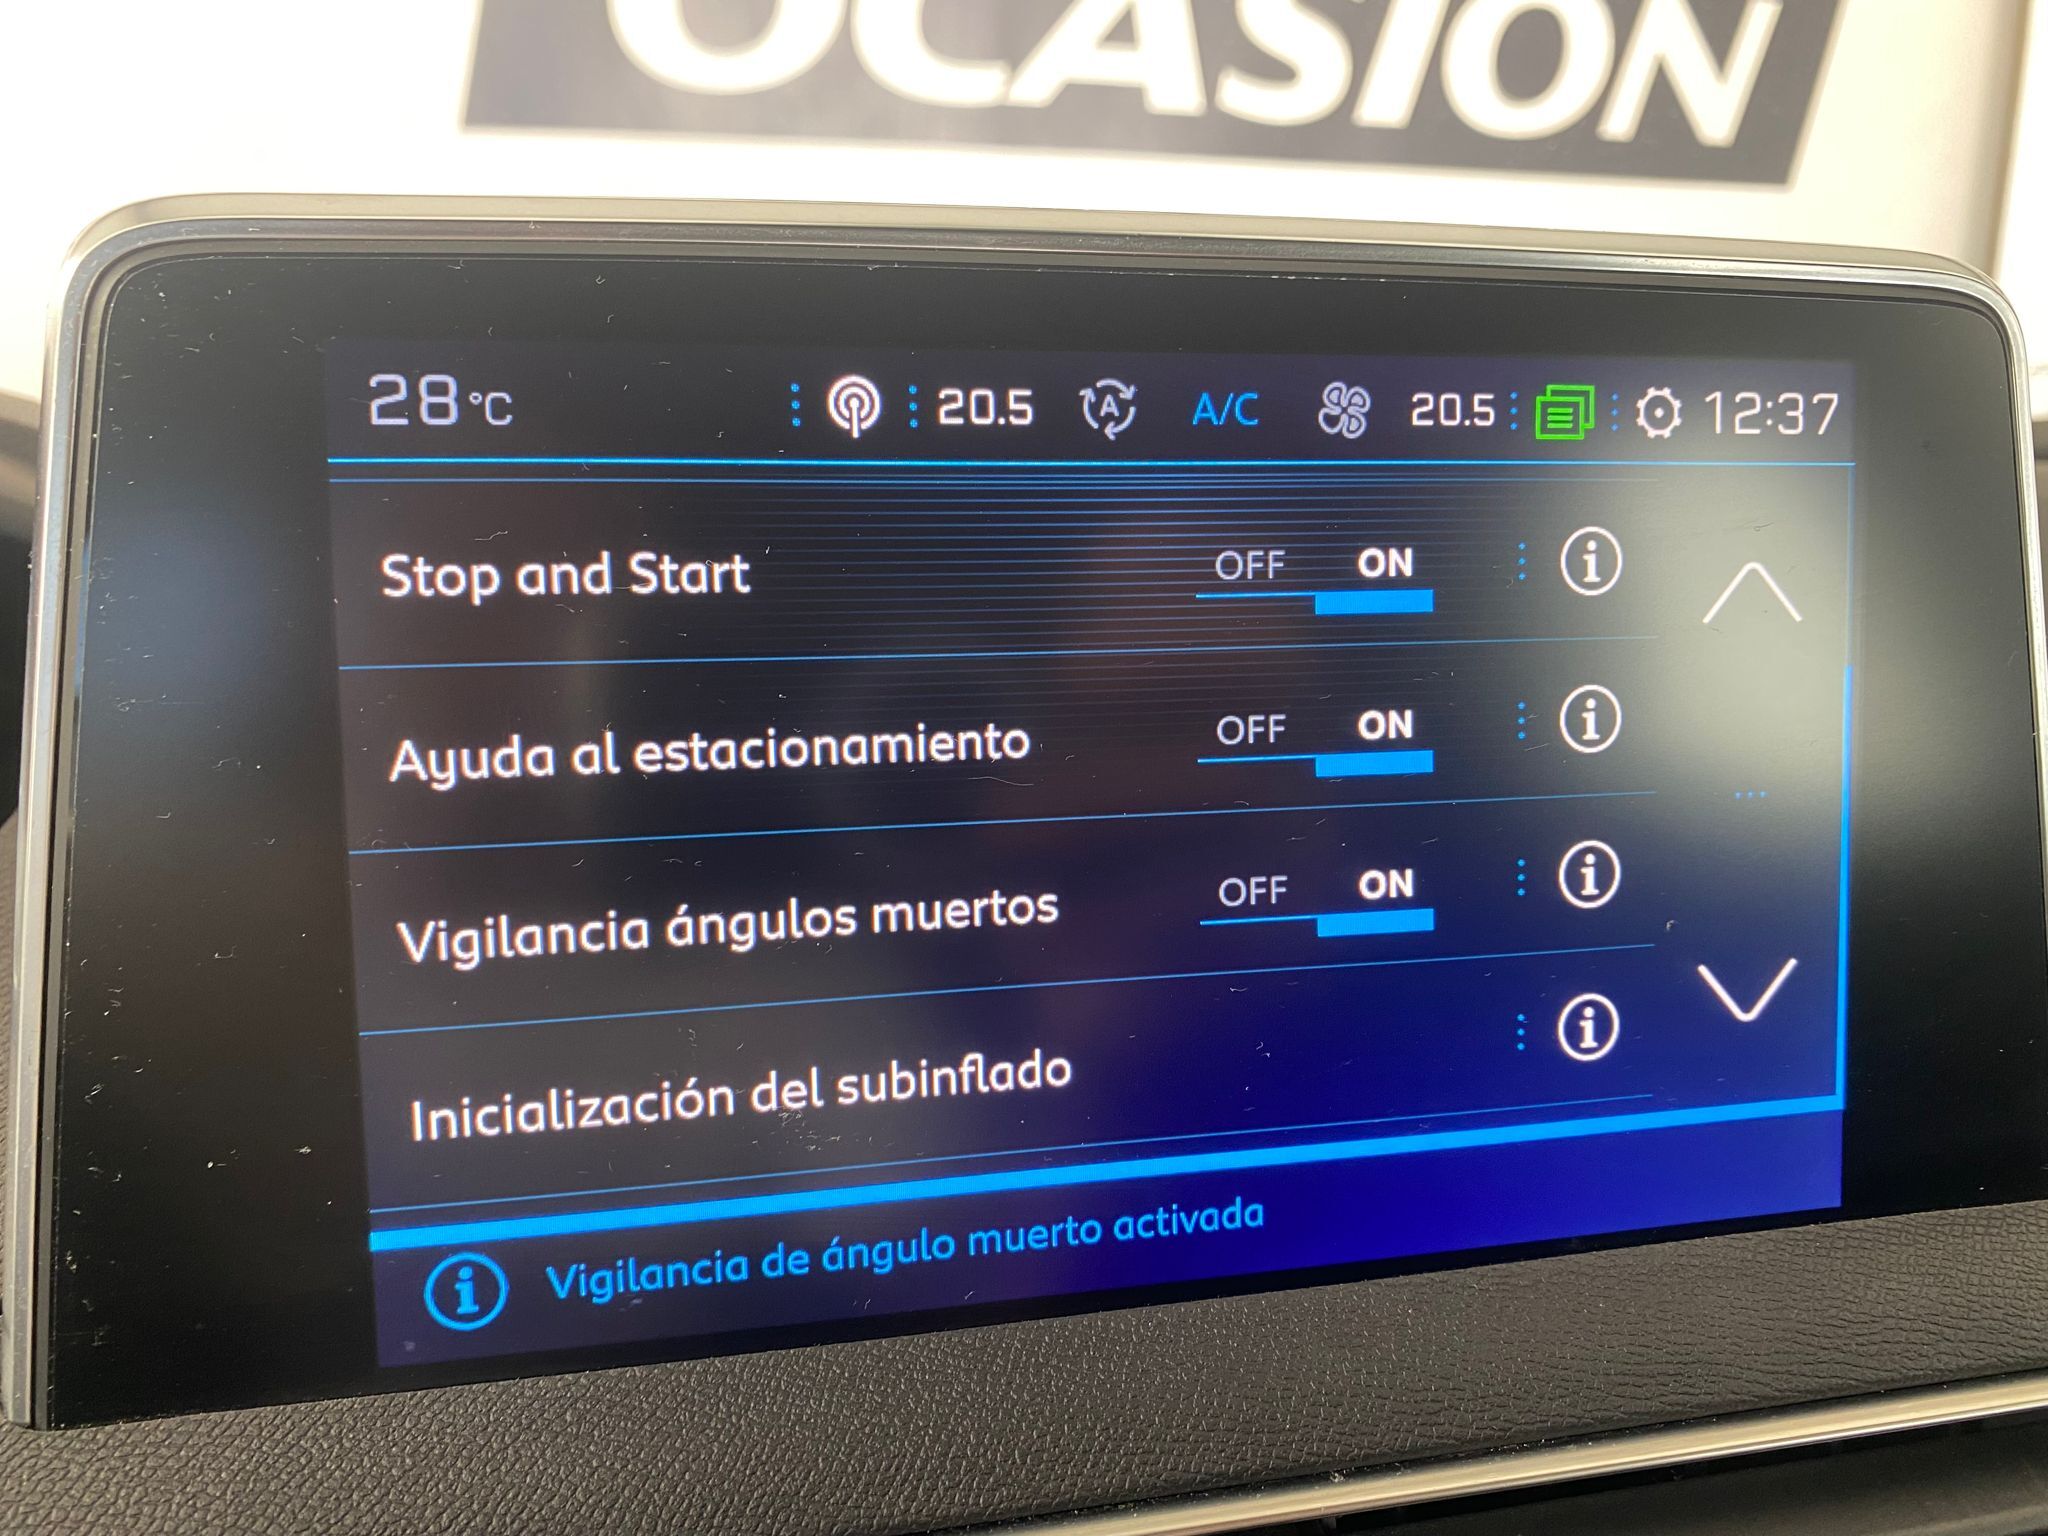 OCASIÓN
28°C 20.5 A A/C 20.5 12:37
Stop and Start OFF ON i
Ayuda al estacionamiento OFF ON i
Vigilancia ángulos muertos OFF ON i
Inicialización del subinflado i
i Vigilancia de ángulo muerto activada